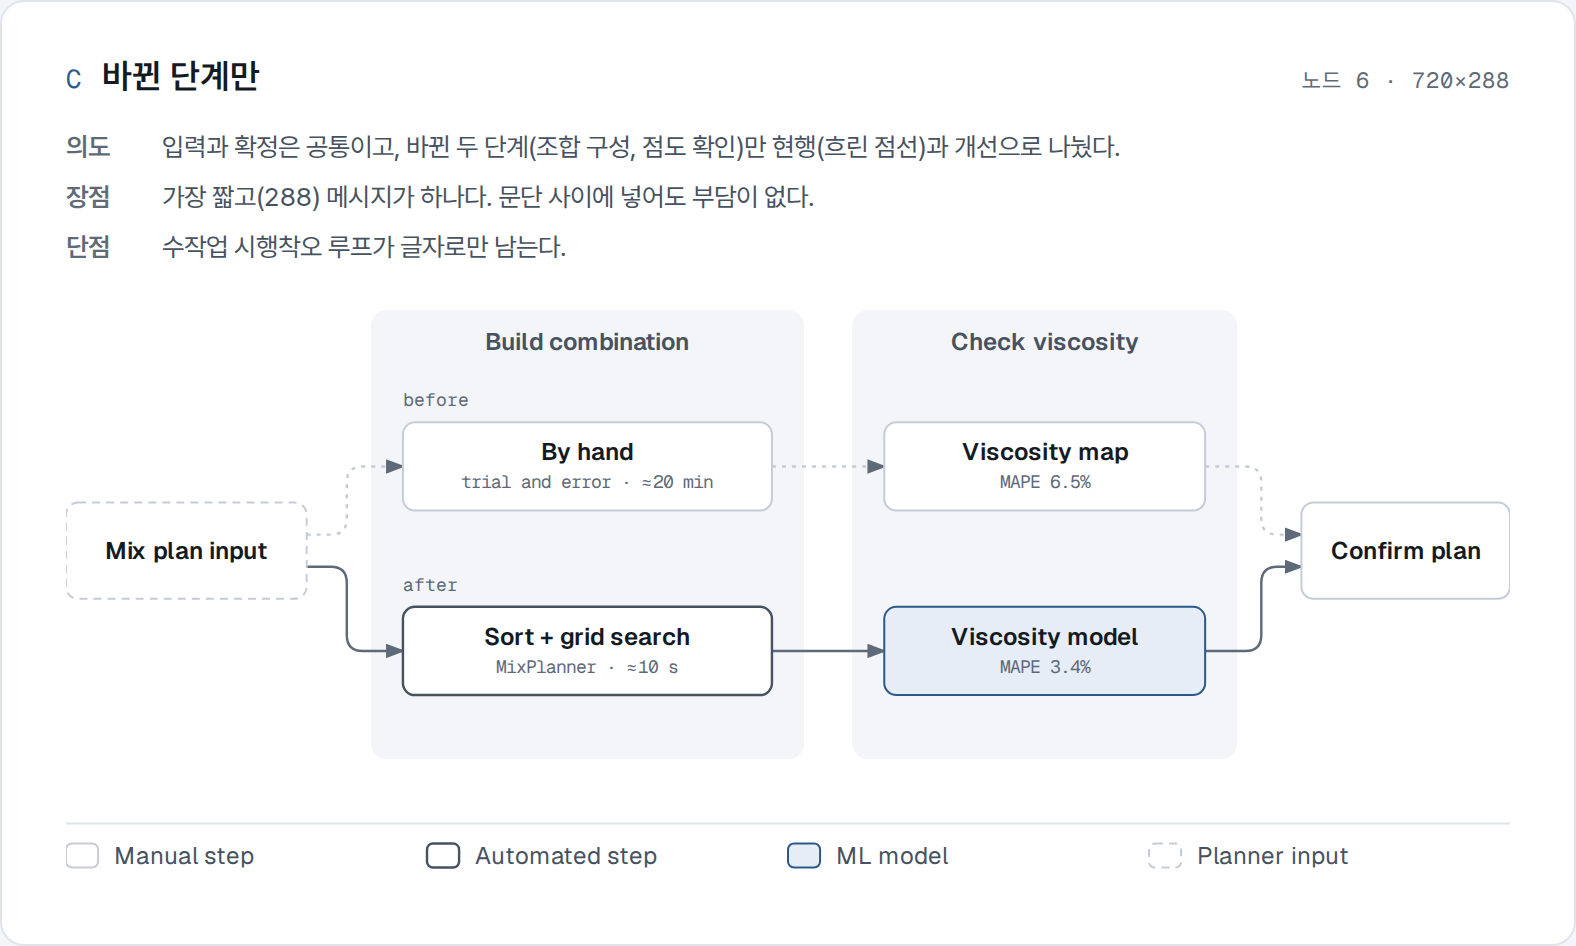 C 바뀐 단계만
노드 6 · 720×288
의도 입력과 확정은 공통이고, 바뀐 두 단계(조합 구성, 점도 확인)만 현행(흐린 점선)과 개선으로 나눴다.
장점 가장 짧고(288) 메시지가 하나다. 문단 사이에 넣어도 부담이 없다.
단점 수작업 시행착오 루프가 글자로만 남는다.
Build combination
Check viscosity
before
By hand
trial and error · ≈20 min
Viscosity map
MAPE 6.5%
Mix plan input
Confirm plan
after
Sort + grid search
MixPlanner · ≈10 s
Viscosity model
MAPE 3.4%
Manual step
Automated step
ML model
Planner input